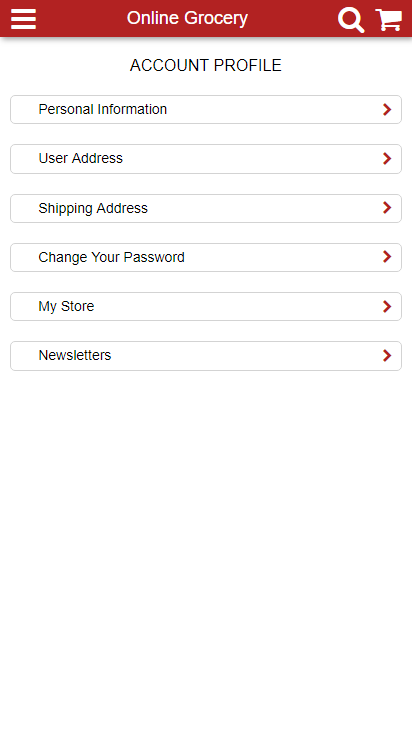 Online Grocery
ACCOUNT PROFILE
Personal Information
User Address
Shipping Address
Change Your Password
My Store
Newsletters